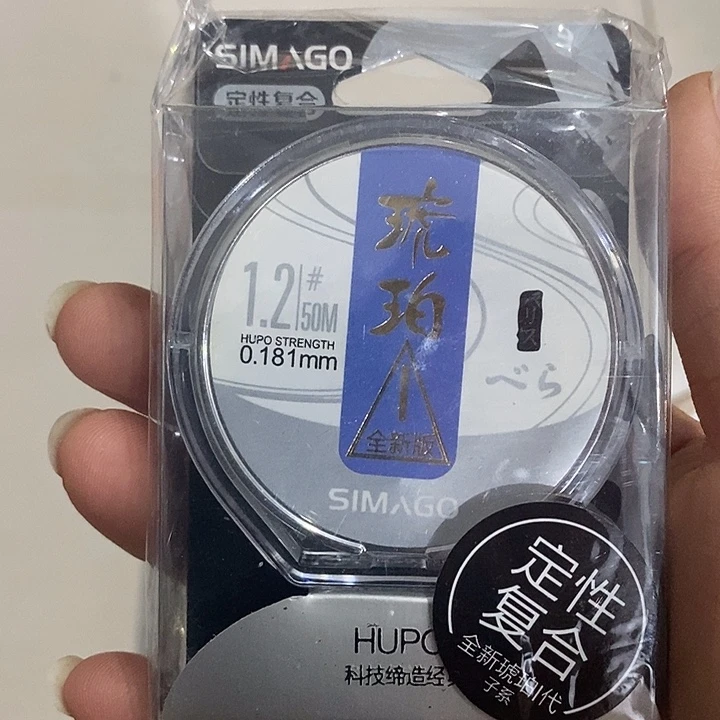 SIMAGO
定性复合
琥珀
1.2# 50M
HUPO STRENGTH
0.181mm
ハリス
べら
全新版
SIMAGO
定性
复合
全新琥珀I代
子系
HUPO
科技缔造经